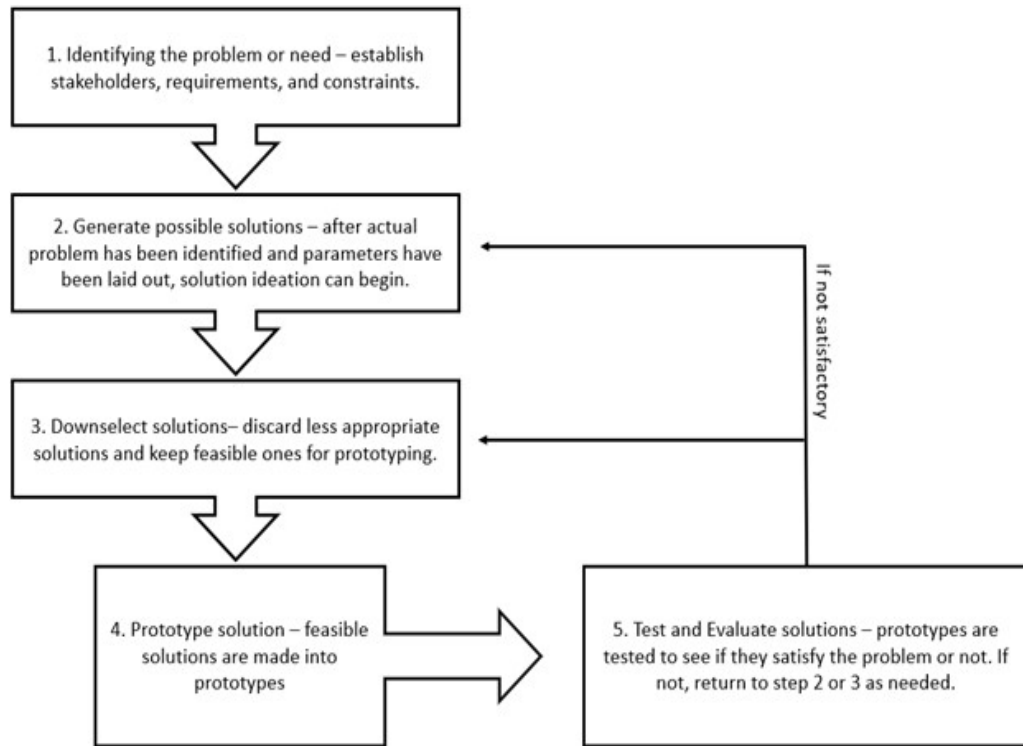 1. Identifying the problem or need – establish
stakeholders, requirements, and constraints.
2. Generate possible solutions – after actual
problem has been identified and parameters have
been laid out, solution ideation can begin.
3. Downselect solutions– discard less appropriate
solutions and keep feasible ones for prototyping.
4. Prototype solution – feasible
solutions are made into
prototypes
5. Test and Evaluate solutions – prototypes are
tested to see if they satisfy the problem or not. If
not, return to step 2 or 3 as needed.
If not satisfactory